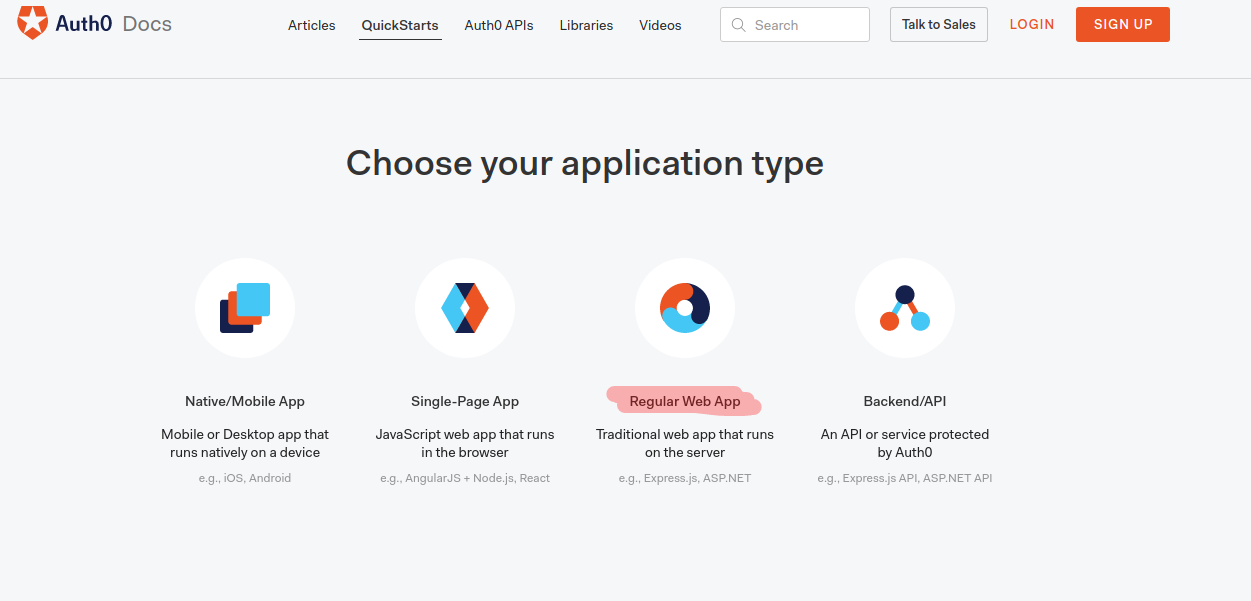 Auth0 Docs
Articles QuickStarts Auth0 APIs Libraries Videos Search Talk to Sales LOGIN SIGN UP
Choose your application type
Native/Mobile App
Mobile or Desktop app that
runs natively on a device
e.g., iOS, Android
Single-Page App
JavaScript web app that runs
in the browser
e.g., AngularJS + Node.js, React
Regular Web App
Traditional web app that runs
on the server
e.g., Express.js, ASP.NET
Backend/API
An API or service protected
by Auth0
e.g., Express.js API, ASP.NET API